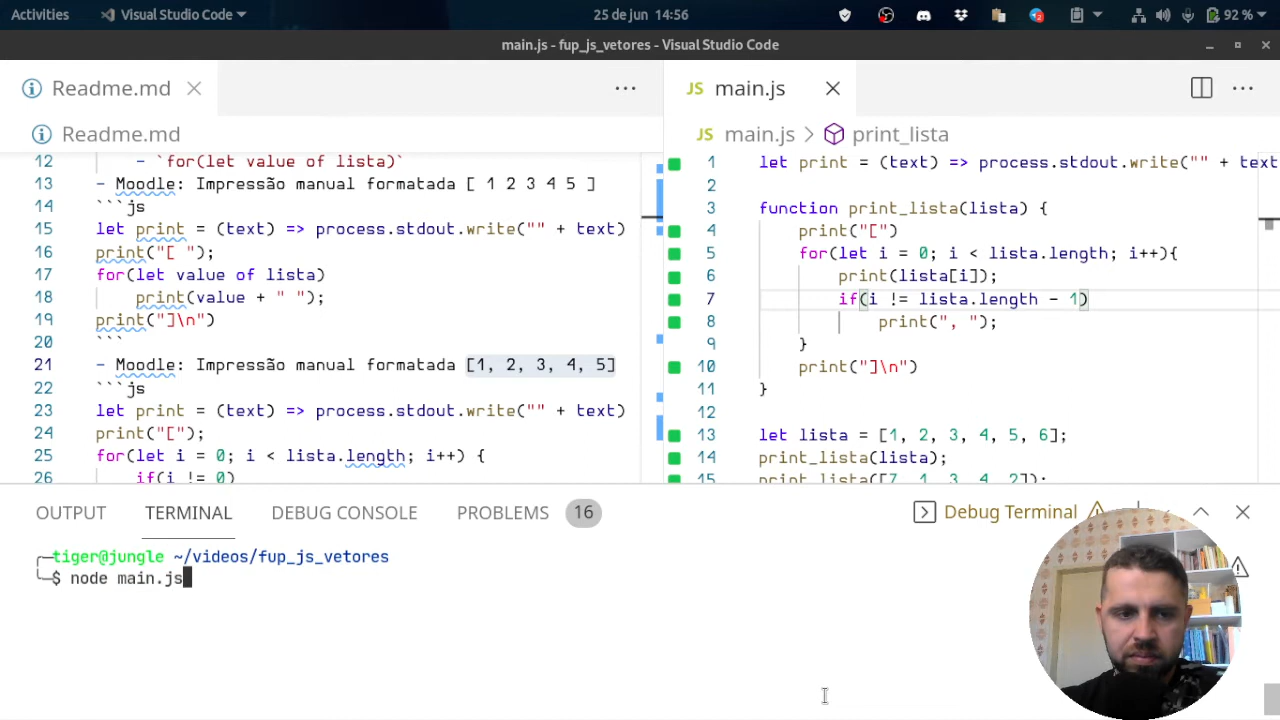 Activities
Visual Studio Code
25 de jun 14:56
92 %
main.js - fup_js_vetores - Visual Studio Code
Readme.md
Readme.md
12 - `for(let value of lista)`
13 - Moodle: Impressão manual formatada [ 1 2 3 4 5 ]
14 ```js
15 let print = (text) => process.stdout.write("" + text)
16 print("[ ");
17 for(let value of lista)
18 print(value + " ");
19 print("]\n")
20 ```
21 - Moodle: Impressão manual formatada [1, 2, 3, 4, 5]
22 ```js
23 let print = (text) => process.stdout.write("" + text)
24 print("[");
25 for(let i = 0; i < lista.length; i++) {
26 if(i != 0)
JS main.js
JS main.js > print_lista
1 let print = (text) => process.stdout.write("" + text
2
3 function print_lista(lista) {
4 print("[")
5 for(let i = 0; i < lista.length; i++){
6 print(lista[i]);
7 if(i != lista.length - 1)
8 print(", ");
9 }
10 print("]\n")
11 }
12
13 let lista = [1, 2, 3, 4, 5, 6];
14 print_lista(lista);
15 print_lista([7, 1, 3, 4, 2]);
OUTPUT TERMINAL DEBUG CONSOLE PROBLEMS 16
Debug Terminal
tiger@jungle ~/videos/fup_js_vetores
$ node main.js